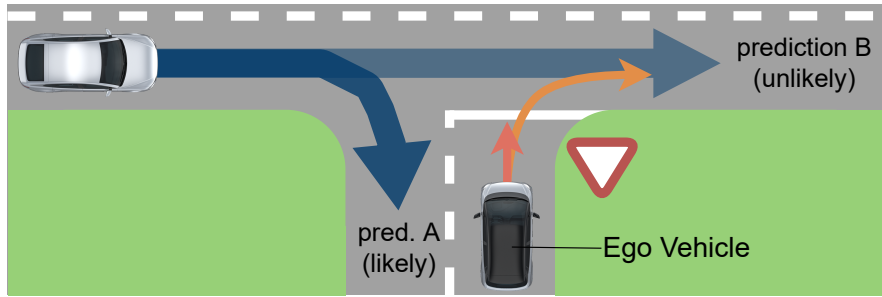 prediction B
(unlikely)
pred. A
(likely)
Ego Vehicle